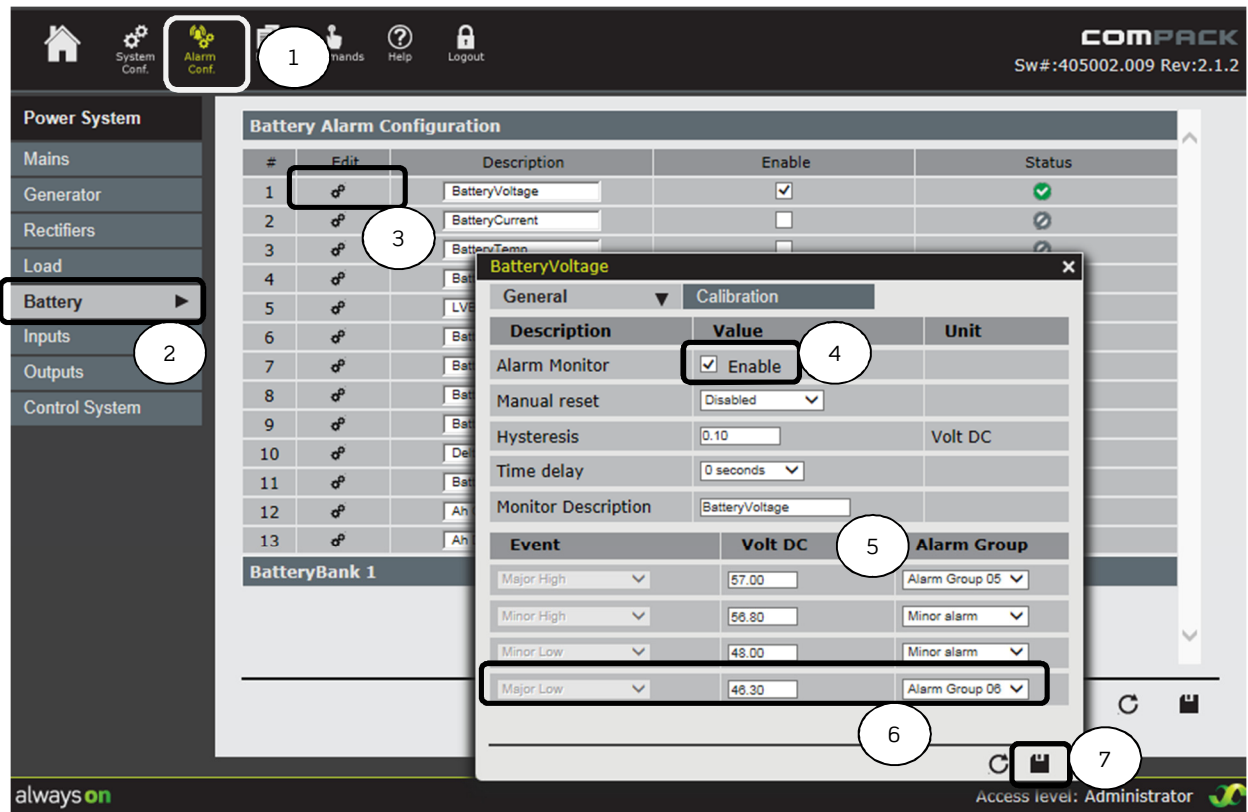 COMPACK
System
Conf.
Alarm
Conf.
1
Help
Logout
Sw#:405002.009 Rev:2.1.2
Power System
Mains
Generator
Rectifiers
Load
Battery
Inputs
2
Outputs
Control System
Battery Alarm Configuration
# Edit Description Enable Status
1 BatteryVoltage
2 BatteryCurrent
3
3 BatteryTemp
4
5
6
7
8
9
10
11
12 Ah
13 Ah
BatteryBank 1
BatteryVoltage
General Calibration
Description Value Unit
4
Alarm Monitor Enable
Manual reset Disabled
Hysteresis 0.10 Volt DC
Time delay 0 seconds
Monitor Description BatteryVoltage
5
Event Volt DC Alarm Group
Major High 57.00 Alarm Group 05
Minor High 56.80 Minor alarm
Minor Low 48.00 Minor alarm
Major Low 46.30 Alarm Group 06
6
7
always on
Access level: Administrator